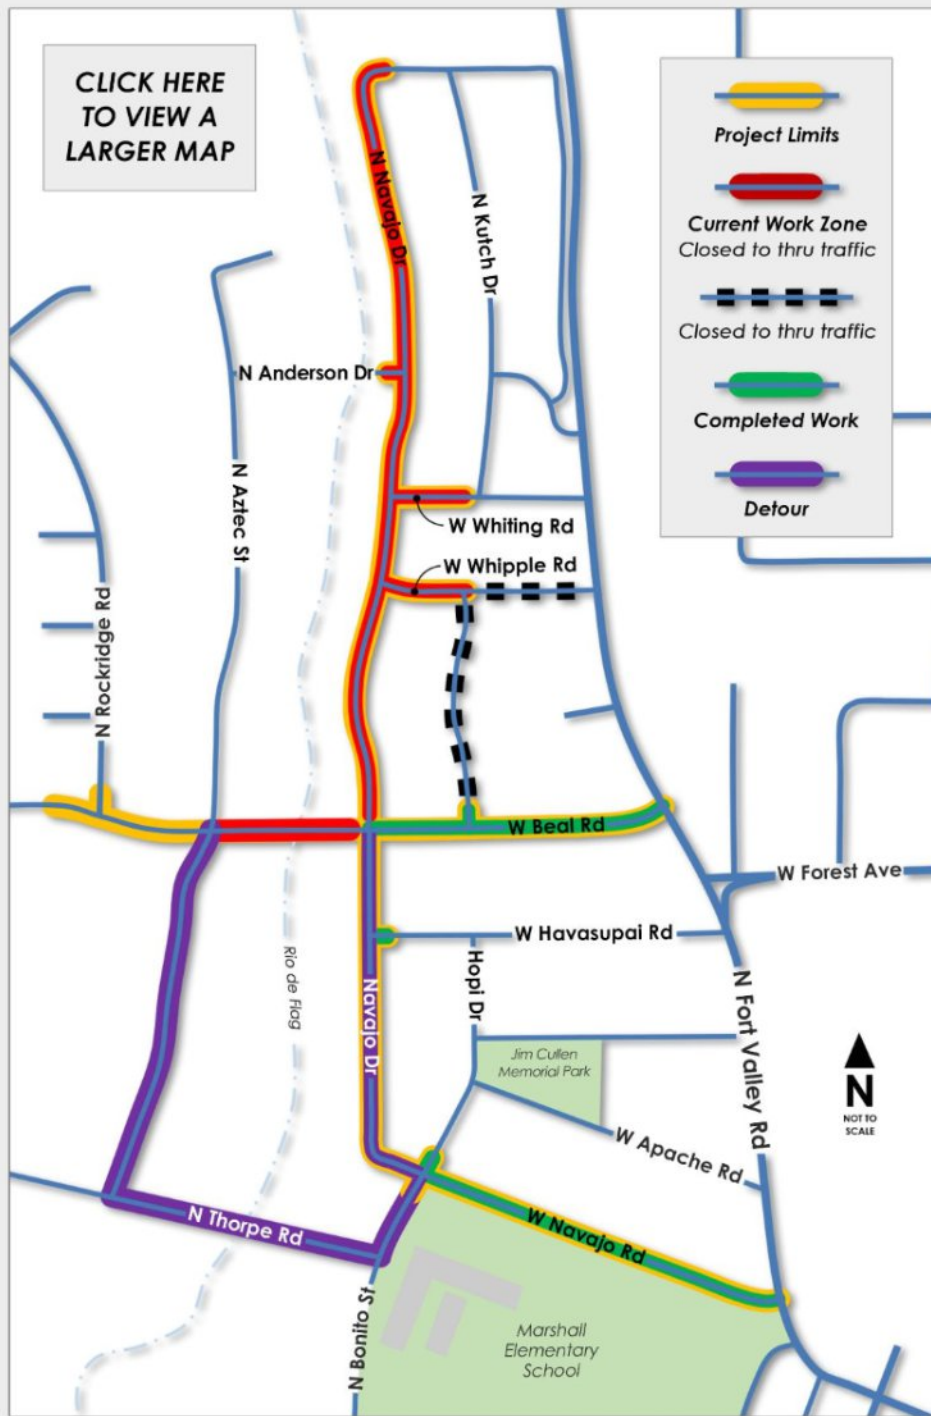 CLICK HERE
TO VIEW A
LARGER MAP
Project Limits
Current Work Zone
Closed to thru traffic
Closed to thru traffic
Completed Work
Detour
N Navajo Dr
N Kutch Dr
N Anderson Dr
N Aztec St
W Whiting Rd
W Whipple Rd
N Rockridge Rd
W Beal Rd
W Forest Ave
W Havasupai Rd
Rio de Flag
Navajo Dr
Hopi Dr
N Fort Valley Rd
Jim Cullen
Memorial Park
N
NOT TO
SCALE
W Apache Rd
N Thorpe Rd
W Navajo Rd
N Bonito St
Marshall
Elementary
School